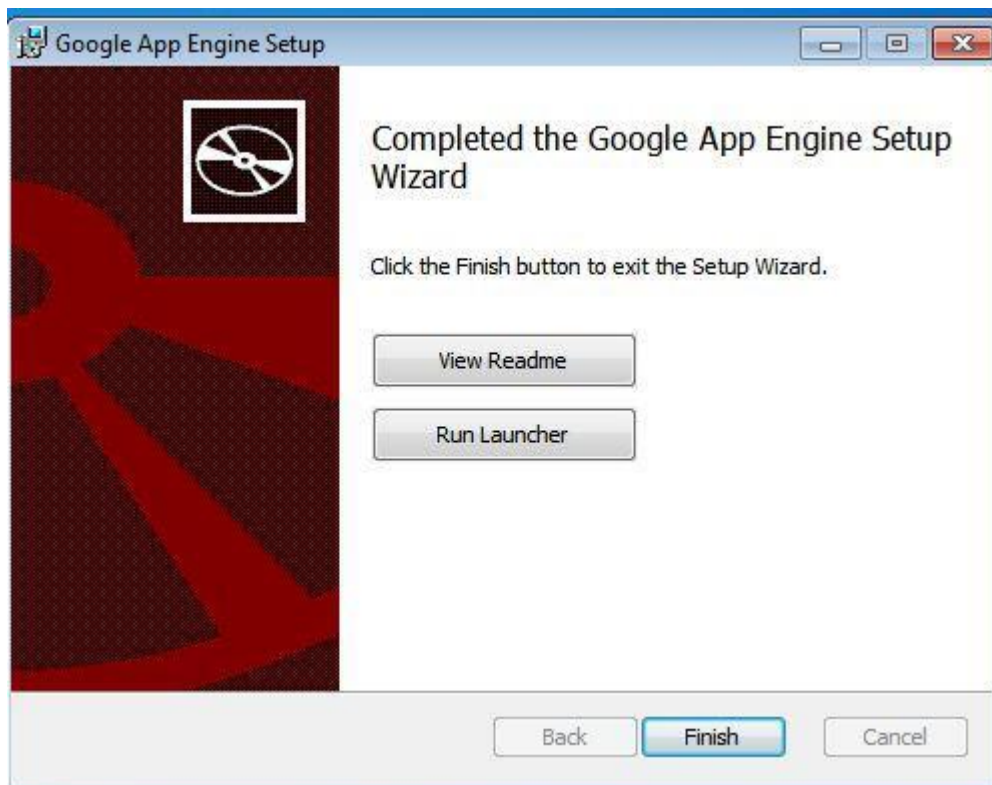 Google App Engine Setup
Completed the Google App Engine Setup
Wizard
Click the Finish button to exit the Setup Wizard.
View Readme
Run Launcher
Back
Finish
Cancel